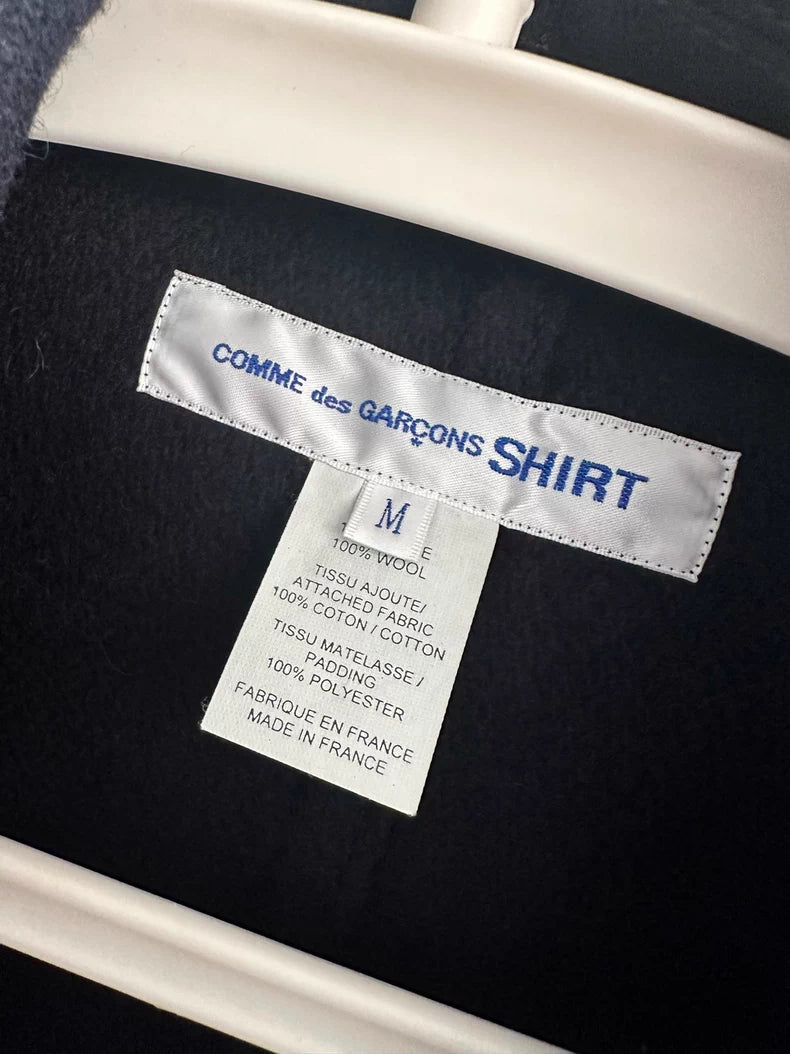 COMME des GARÇONS SHIRT
M
100% WOOL
TISSU AJOUTE/
ATTACHED FABRIC
100% COTON / COTTON
TISSU MATELASSE /
PADDING
100% POLYESTER
FABRIQUE EN FRANCE
MADE IN FRANCE